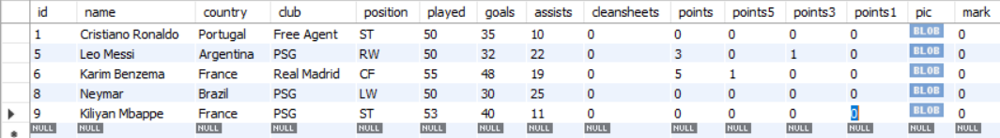 id name country club position played goals assists cleansheets points points5 points3 points1 pic mark
1 Cristiano Ronaldo Portugal Free Agent ST 50 35 10 0 0 0 0 0 BLOB 0
5 Leo Messi Argentina PSG RW 50 32 22 0 3 0 1 0 BLOB 0
6 Karim Benzema France Real Madrid CF 55 48 19 0 5 1 0 0 BLOB 0
8 Neymar Brazil PSG LW 50 30 25 0 0 0 0 0 BLOB 0
9 Kiliyan Mbappe France PSG ST 53 40 11 0 0 0 0 0 BLOB 0
NULL NULL NULL NULL NULL NULL NULL NULL NULL NULL NULL NULL NULL NULL NULL